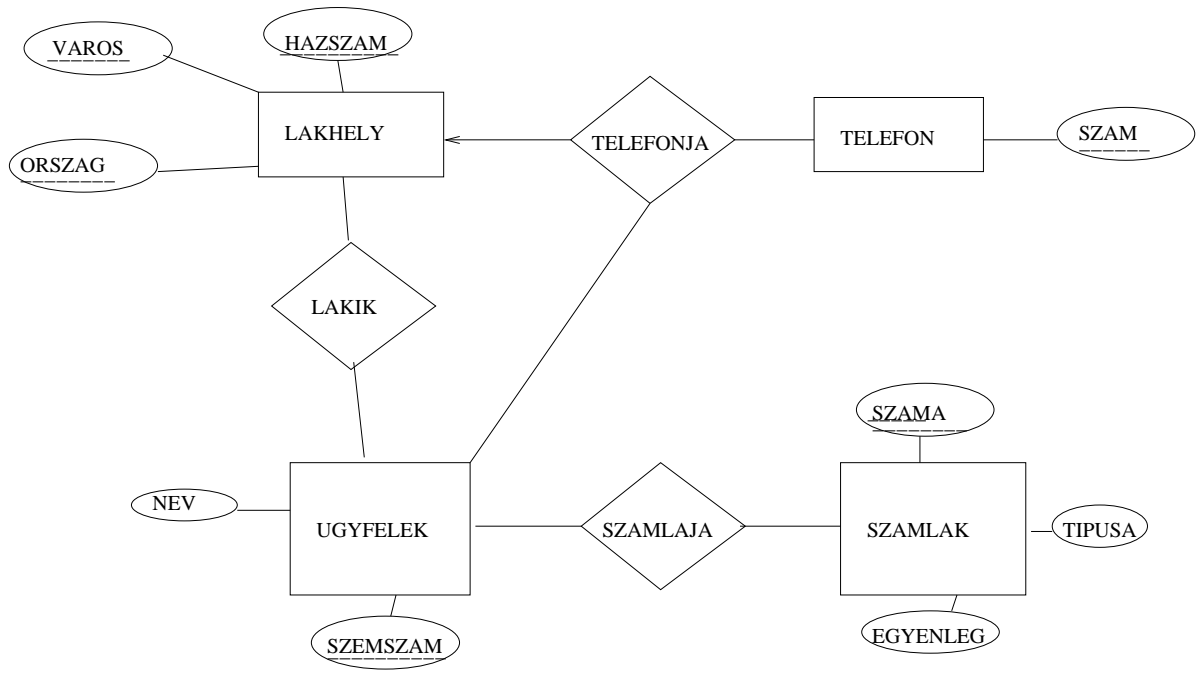 VAROS
HAZSZAM
LAKHELY
TELEFONJA
TELEFON
SZAM
ORSZAG
LAKIK
SZAMA
NEV
UGYFELEK
SZAMLAJA
SZAMLAK
TIPUSA
SZEMSZAM
EGYENLEG